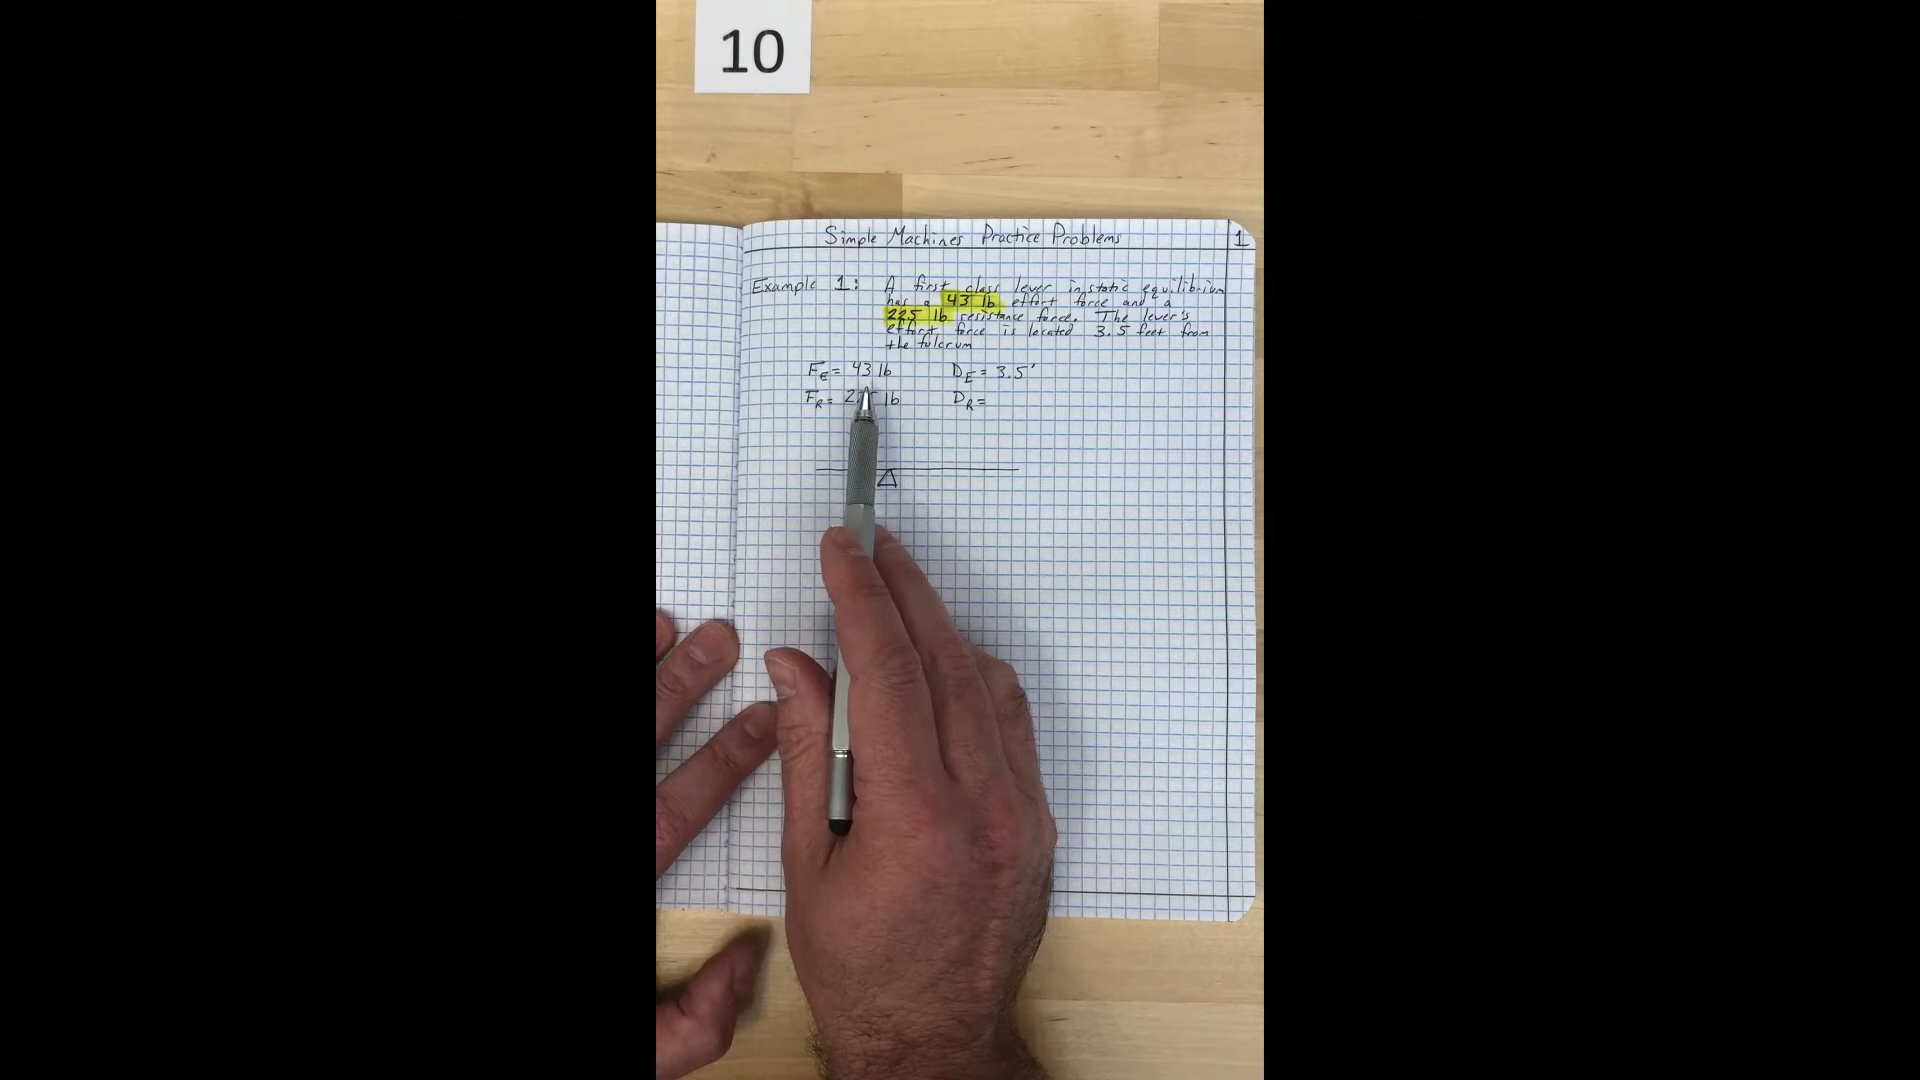 10
Simple Machines Practice Problems 1
Example 1: A first class lever in static equilibrium
has a 43 lb effort force and a
225 lb resistance force. The lever's
effort force is located 3.5 feet from
the fulcrum
FE = 43 lb DE = 3.5'
FR = 2 lb DR =